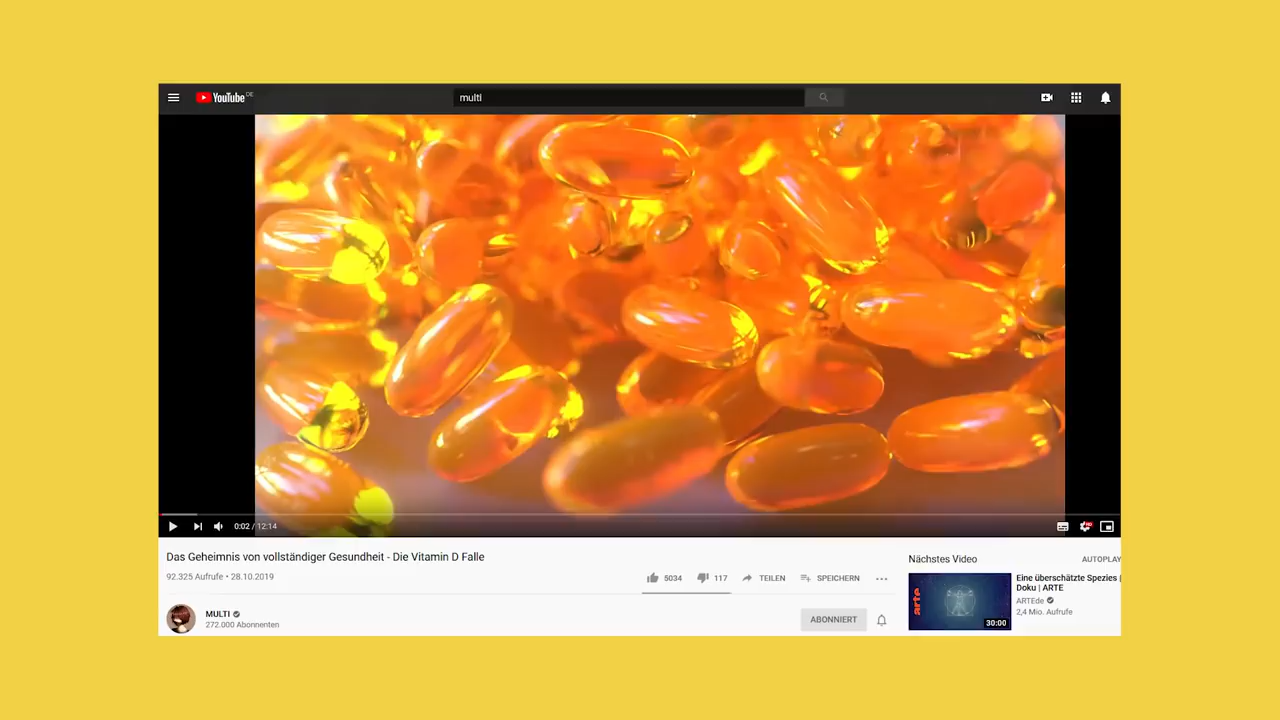 YouTube DE
multi
0:02 / 12:14
HD
Das Geheimnis von vollständiger Gesundheit - Die Vitamin D Falle
92.325 Aufrufe • 28.10.2019
5034
117
TEILEN
SPEICHERN
MULTI
272.000 Abonnenten
ABONNIERT
Nächstes Video
AUTOPLAY
arte
30:00
Eine überschätzte Spezies |
Doku | ARTE
ARTEde
2,4 Mio. Aufrufe